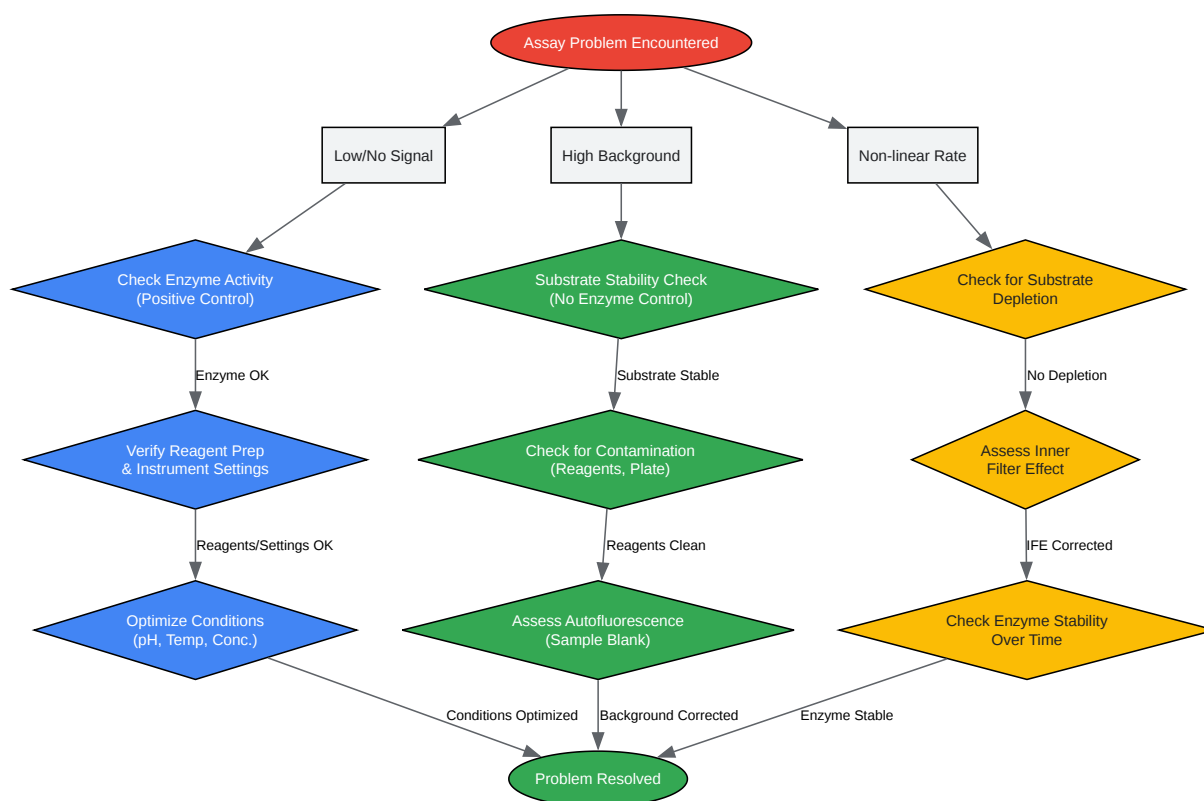 Assay Problem Encountered
Low/No Signal
High Background
Non-linear Rate
Check Enzyme Activity
(Positive Control)
Substrate Stability Check
(No Enzyme Control)
Check for Substrate
Depletion
Enzyme OK
Substrate Stable
No Depletion
Verify Reagent Prep
& Instrument Settings
Check for Contamination
(Reagents, Plate)
Assess Inner
Filter Effect
Reagents/Settings OK
Reagents Clean
IFE Corrected
Optimize Conditions
(pH, Temp, Conc.)
Assess Autofluorescence
(Sample Blank)
Check Enzyme Stability
Over Time
Conditions Optimized
Background Corrected
Enzyme Stable
Problem Resolved